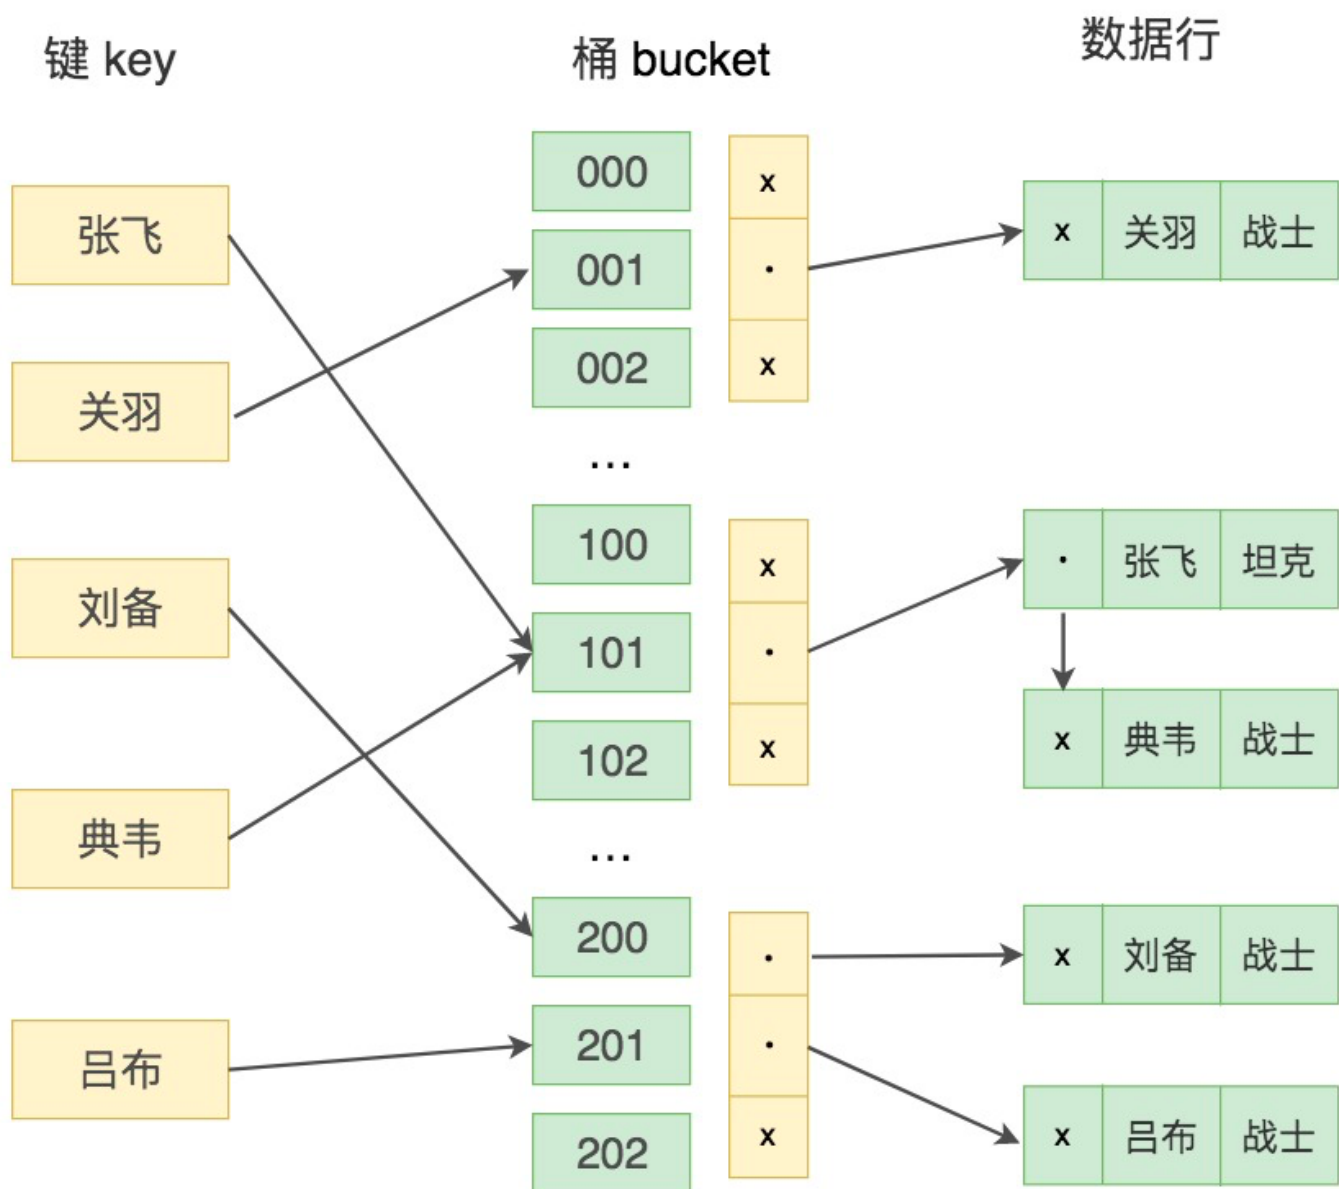 键 key
桶 bucket
数据行
张飞
关羽
刘备
典韦
吕布
000
001
002
...
100
101
102
...
200
201
202
x
·
x
x
·
x
·
·
x
x 关羽 战士
· 张飞 坦克
x 典韦 战士
x 刘备 战士
x 吕布 战士